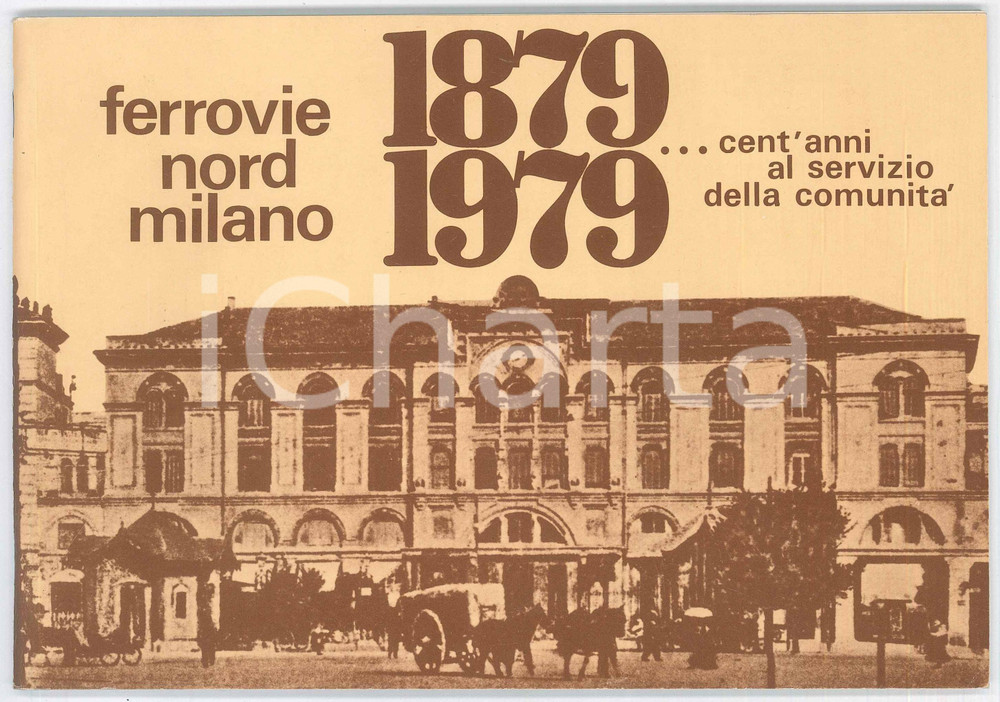 ferrovie
nord
milano
1879
1979
... cent'anni
al servizio
della comunita'
iCharta